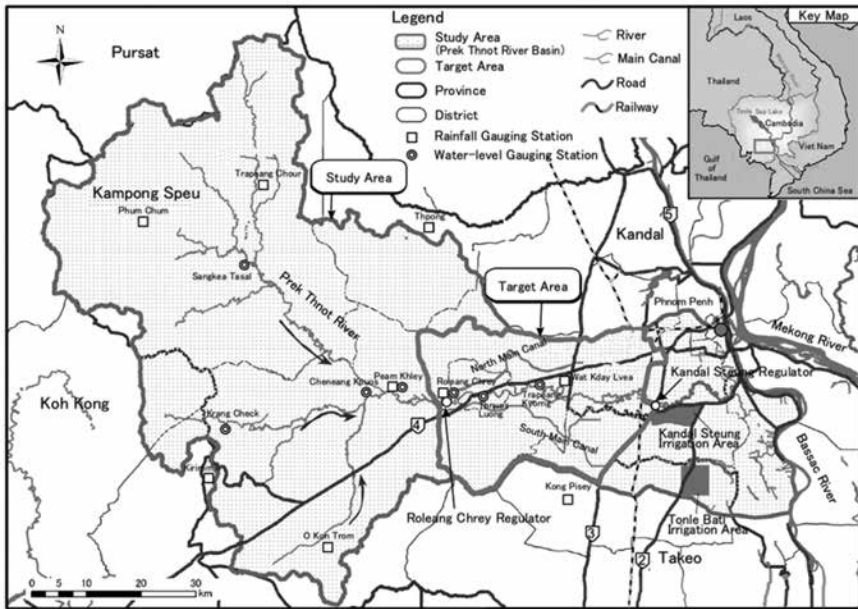 N
Pursat
Legend
Study Area
(Prek Thnot River Basin)
Target Area
Province
District
Rainfall Gauging Station
Water-level Gauging Station
River
Main Canal
Road
Railway
Key Map
Laos
Thailand
Tonle Sap Lake
Cambodia
Viet Nam
Gulf
of
Thailand
South China Sea
Kampong Speu
Phum Chum
Trapeang Chour
Study Area
Thpong
Kandal
5
Sangkea Tasal
Prek Thnot River
Target Area
Phnom Penh
Mekong River
North Main Canal
Kandal Steung Regulator
Peam Khley
Roleang Chrey
Wat Kday Lvea
Koh Kong
4
Luong
South Main Canal
Kandal Steung
Irrigation Area
Bassac River
Kong Pisey
Roleang Chrey Regulator
O Kon Trom
Tonle Bati
Irrigation Area
3
2
Takeo
0 5 10 20 30
km